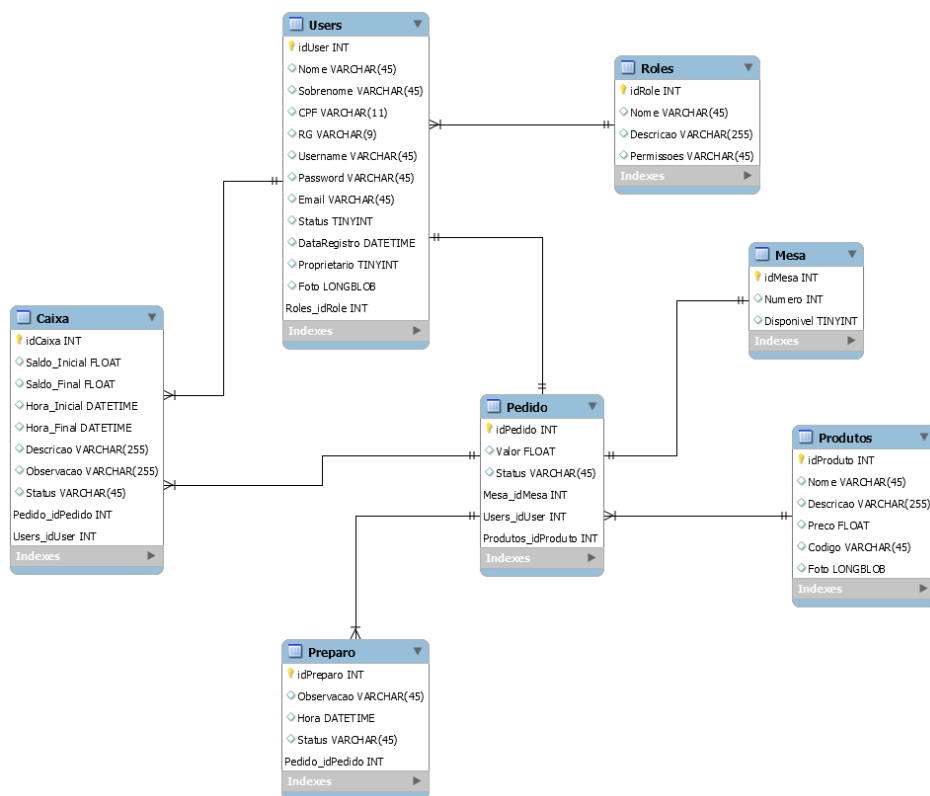 Users
idUser INT
Nome VARCHAR(45)
Sobrenome VARCHAR(45)
CPF VARCHAR(11)
RG VARCHAR(9)
Username VARCHAR(45)
Password VARCHAR(45)
Email VARCHAR(45)
Status TINYINT
DataRegistro DATETIME
Proprietario TINYINT
Foto LONGBLOB
Roles_idRole INT
Indexes
Roles
idRole INT
Nome VARCHAR(45)
Descricao VARCHAR(255)
Permissoes VARCHAR(45)
Indexes
Mesa
idMesa INT
Numero INT
Disponivel TINYINT
Indexes
Caixa
idCaixa INT
Saldo_Inicial FLOAT
Saldo_Final FLOAT
Hora_Inicial DATETIME
Hora_Final DATETIME
Descricao VARCHAR(255)
Observacao VARCHAR(255)
Status VARCHAR(45)
Pedido_idPedido INT
Users_idUser INT
Indexes
Pedido
idPedido INT
Valor FLOAT
Status VARCHAR(45)
Mesa_idMesa INT
Users_idUser INT
Produtos_idProduto INT
Indexes
Produtos
idProduto INT
Nome VARCHAR(45)
Descricao VARCHAR(255)
Preco FLOAT
Codigo VARCHAR(45)
Foto LONGBLOB
Indexes
Preparo
idPreparo INT
Observacao VARCHAR(45)
Hora DATETIME
Status VARCHAR(45)
Pedido_idPedido INT
Indexes